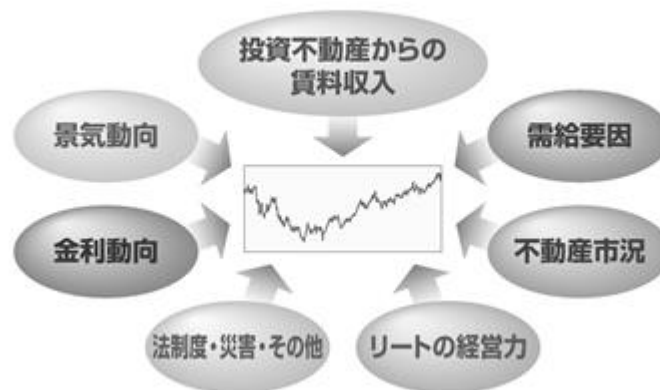 投資不動産からの
賃料収入
景気動向
需給要因
金利動向
不動産市況
法制度・災害・その他
リートの経営力